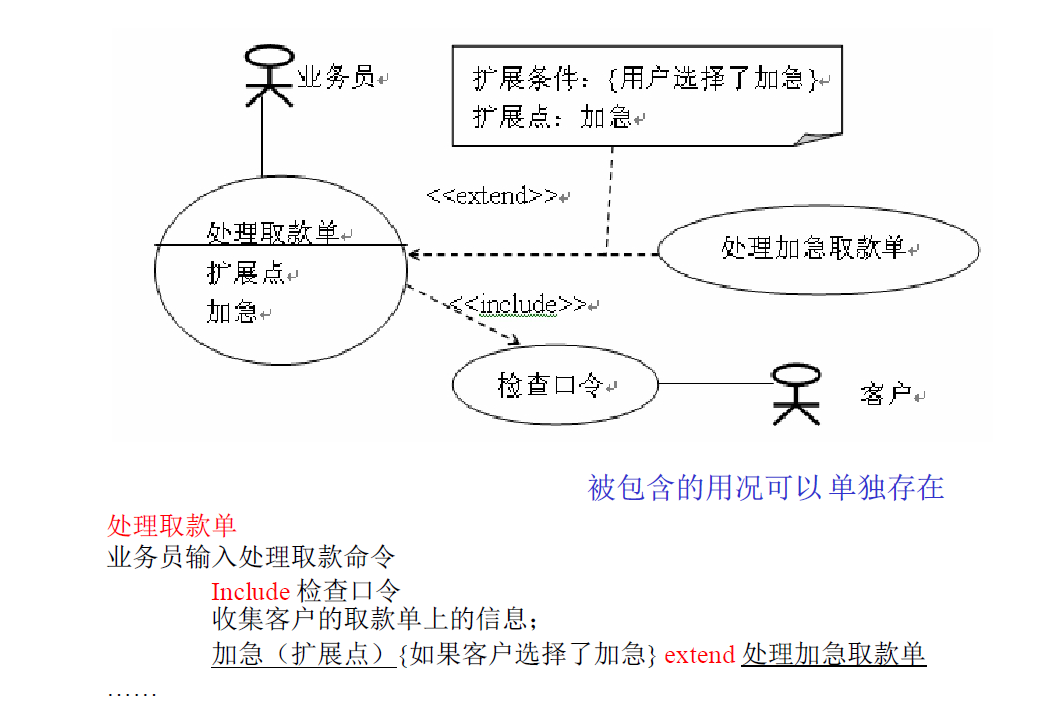 业务员
扩展条件：{用户选择了加急}
扩展点：加急
<<extend>>
处理取款单
扩展点
加急
处理加急取款单
<<include>>
检查口令
客户
被包含的用况可以单独存在
处理取款单
业务员输入处理取款命令
Include 检查口令
收集客户的取款单上的信息；
加急（扩展点）{如果客户选择了加急} extend 处理加急取款单
……